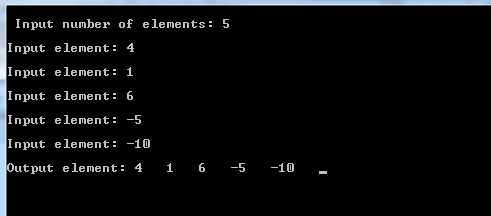 Input number of elements: 5
Input element: 4
Input element: 1
Input element: 6
Input element: -5
Input element: -10
Output element: 4   1   6   -5   -10   _